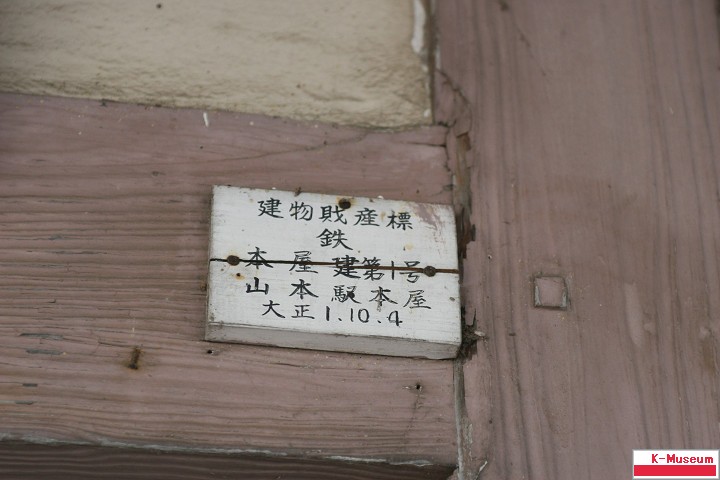 建物財産標
鉄
本屋建第1号
山本駅本屋
大正1.10.4
K-Museum